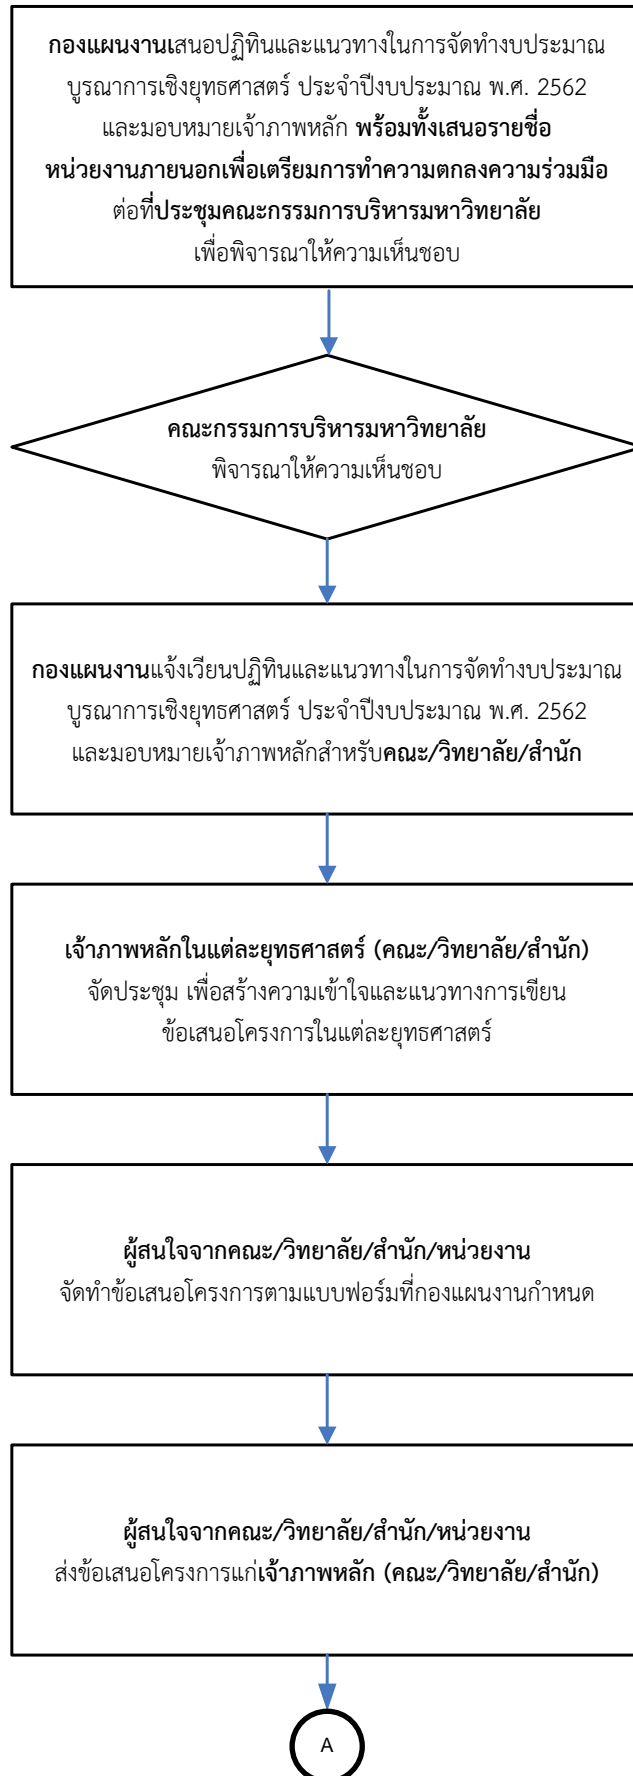 กองแผนงานเสนอปฏิทินและแนวทางในการจัดทำงบประมาณ
บูรณาการเชิงยุทธศาสตร์ ประจำปีงบประมาณ พ.ศ. 2562
และมอบหมายเจ้าภาพหลัก พร้อมทั้งเสนอรายชื่อ
หน่วยงานภายนอกเพื่อเตรียมการทำความตกลงความร่วมมือ
ต่อที่ประชุมคณะกรรมการบริหารมหาวิทยาลัย
เพื่อพิจารณาให้ความเห็นชอบ
คณะกรรมการบริหารมหาวิทยาลัย
พิจารณาให้ความเห็นชอบ
กองแผนงานแจ้งเวียนปฏิทินและแนวทางในการจัดทำงบประมาณ
บูรณาการเชิงยุทธศาสตร์ ประจำปีงบประมาณ พ.ศ. 2562
และมอบหมายเจ้าภาพหลักสำหรับคณะ/วิทยาลัย/สำนัก
เจ้าภาพหลักในแต่ละยุทธศาสตร์ (คณะ/วิทยาลัย/สำนัก)
จัดประชุม เพื่อสร้างความเข้าใจและแนวทางการเขียน
ข้อเสนอโครงการในแต่ละยุทธศาสตร์
ผู้สนใจจากคณะ/วิทยาลัย/สำนัก/หน่วยงาน
จัดทำข้อเสนอโครงการตามแบบฟอร์มที่กองแผนงานกำหนด
ผู้สนใจจากคณะ/วิทยาลัย/สำนัก/หน่วยงาน
ส่งข้อเสนอโครงการแก่เจ้าภาพหลัก (คณะ/วิทยาลัย/สำนัก)
A